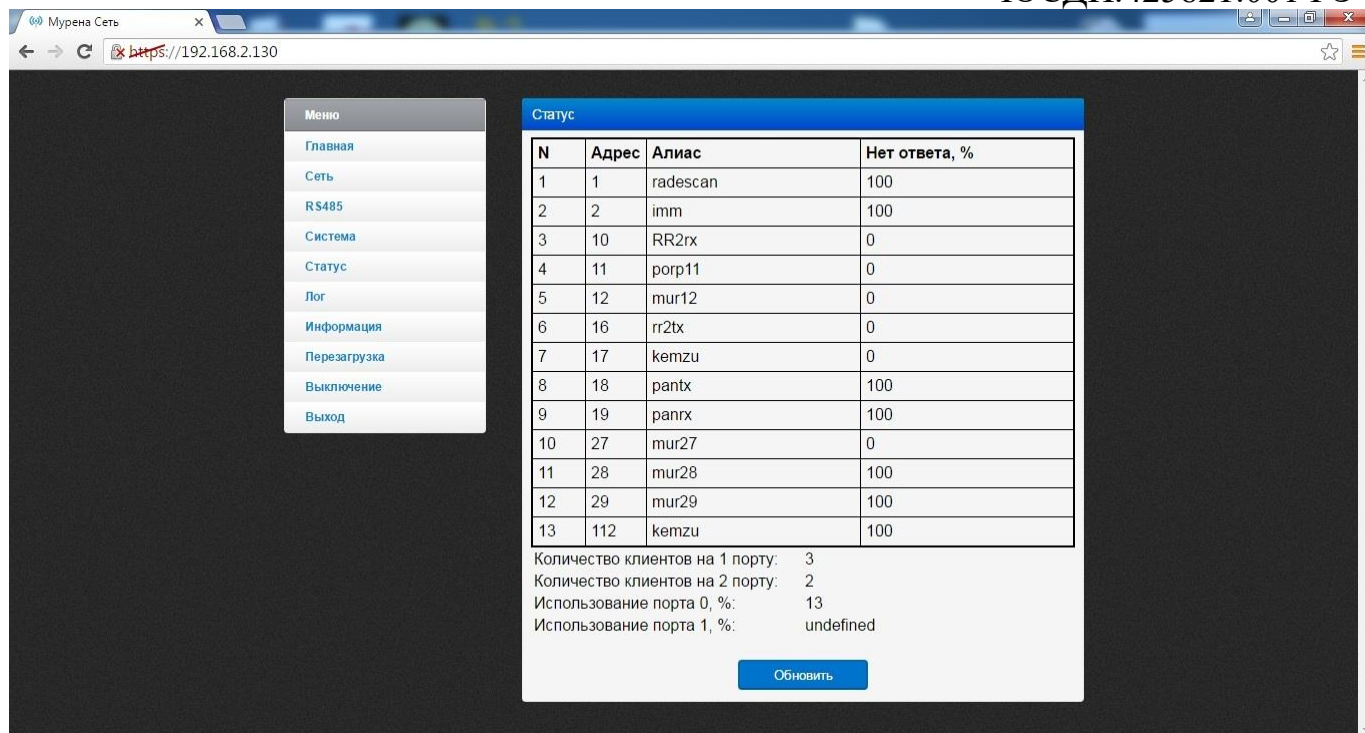 Мурена Сеть
https://192.168.2.130
Меню
Главная
Сеть
RS485
Система
Статус
Лог
Информация
Перезагрузка
Выключение
Выход
Статус
N Адрес Алиас Нет ответа, %
1 1 radescan 100
2 2 imm 100
3 10 RR2rx 0
4 11 porp11 0
5 12 mur12 0
6 16 rr2tx 0
7 17 kemzu 0
8 18 pantx 100
9 19 panrx 100
10 27 mur27 0
11 28 mur28 100
12 29 mur29 100
13 112 kemzu 100
Количество клиентов на 1 порту: 3
Количество клиентов на 2 порту: 2
Использование порта 0, %: 13
Использование порта 1, %: undefined
Обновить